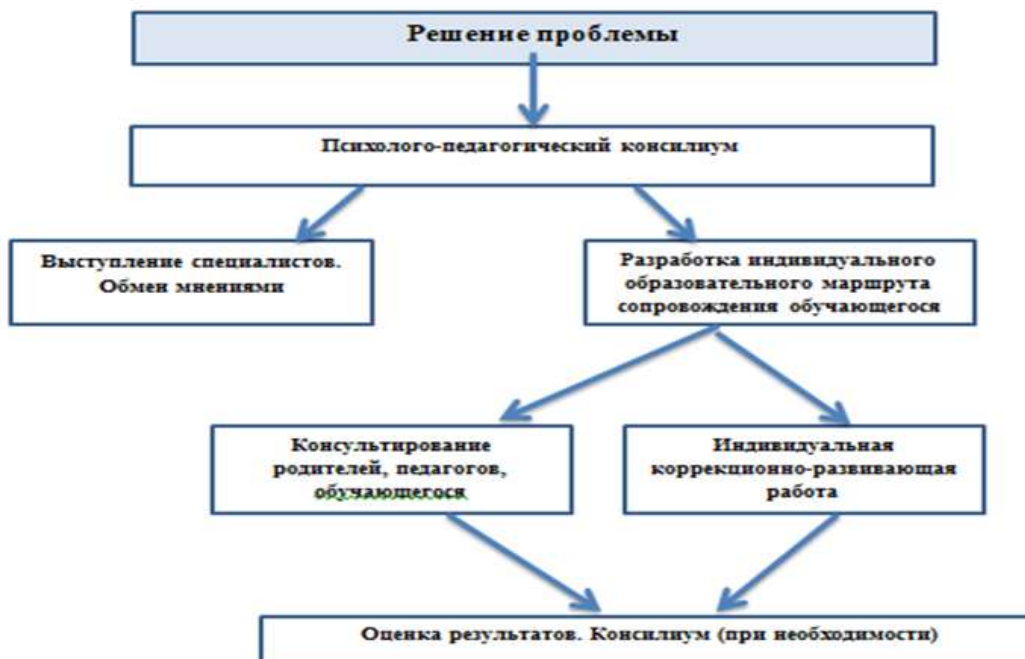 Решение проблемы
Психолого-педагогический консилиум
Выступление специалистов.
Обмен мнениями
Разработка индивидуального
образовательного маршрута
сопровождения обучающегося
Консультирование
родителей, педагогов,
обучающегося
Индивидуальная
коррекционно-развивающая
работа
Оценка результатов. Консилиум (при необходимости)